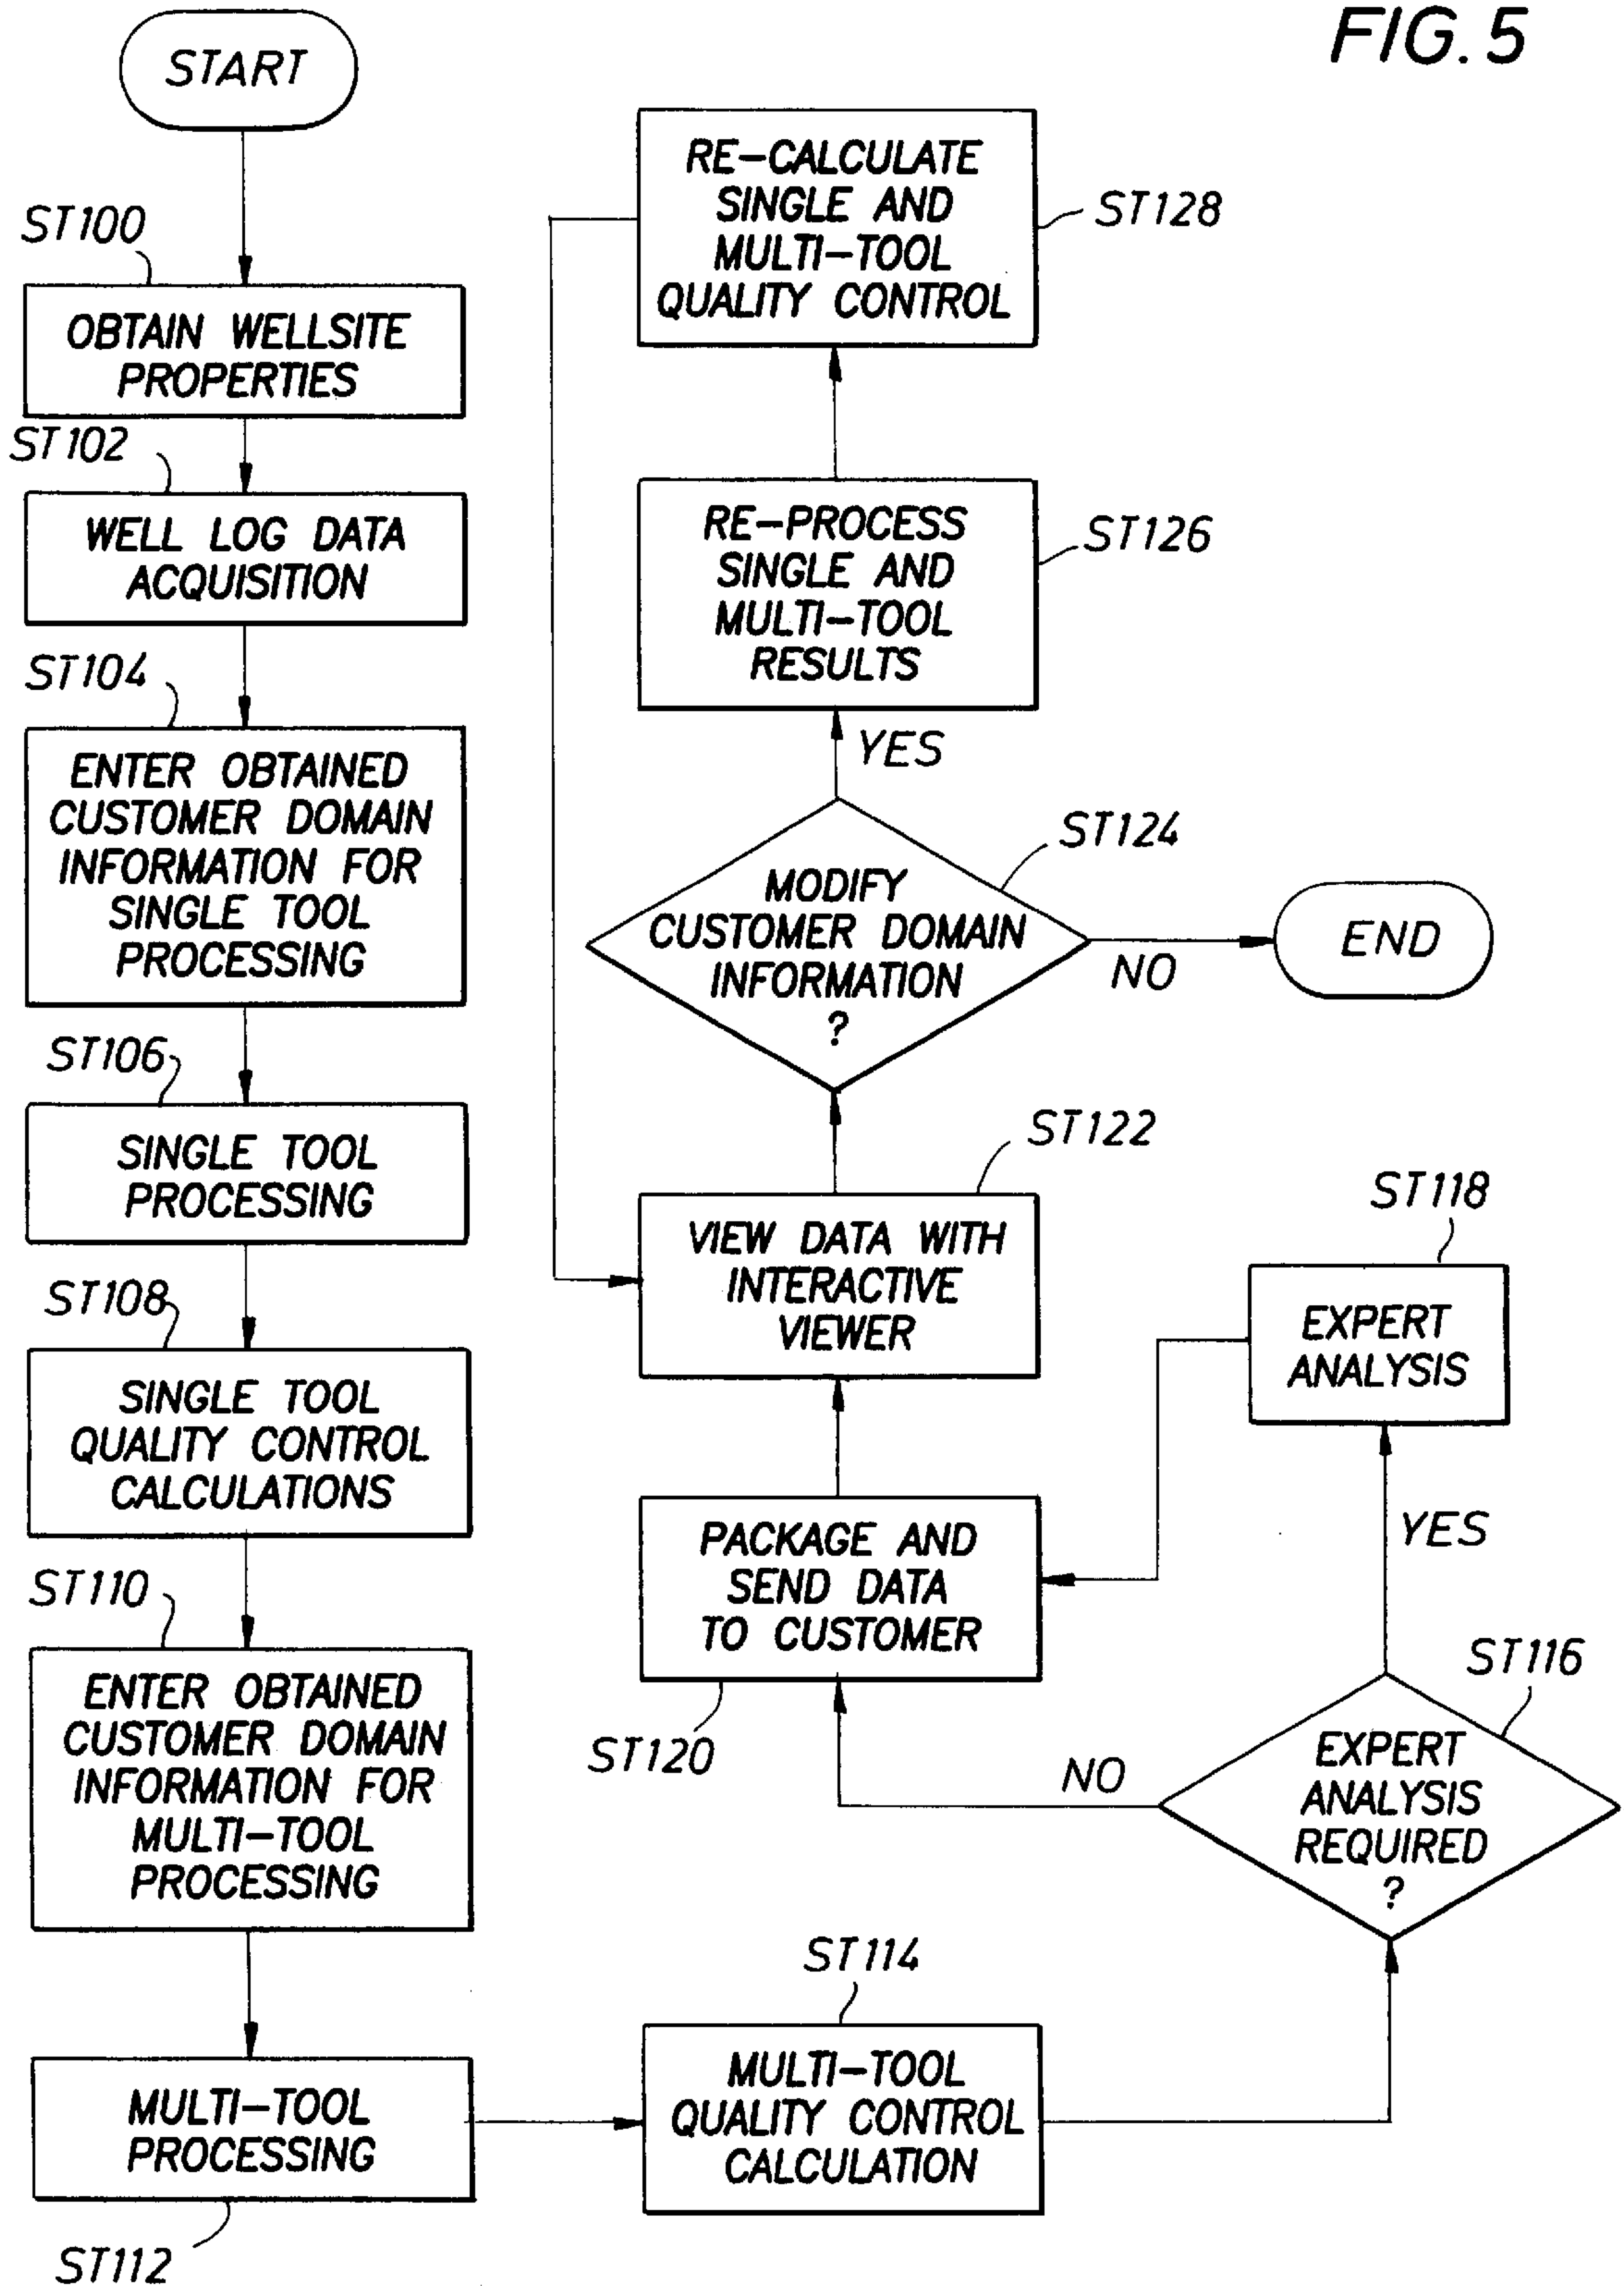 FIG. 5
START
ST100
OBTAIN WELLSITE
PROPERTIES
ST102
WELL LOG DATA
ACQUISITION
ST104
ENTER OBTAINED
CUSTOMER DOMAIN
INFORMATION FOR
SINGLE TOOL
PROCESSING
ST106
SINGLE TOOL
PROCESSING
ST108
SINGLE TOOL
QUALITY CONTROL
CALCULATIONS
ST110
ENTER OBTAINED
CUSTOMER DOMAIN
INFORMATION FOR
MULTI-TOOL
PROCESSING
MULTI-TOOL
PROCESSING
ST112
ST114
MULTI-TOOL
QUALITY CONTROL
CALCULATION
ST116
EXPERT
ANALYSIS
REQUIRED
?
YES
NO
ST118
EXPERT
ANALYSIS
PACKAGE AND
SEND DATA
TO CUSTOMER
ST120
ST122
VIEW DATA WITH
INTERACTIVE
VIEWER
ST124
MODIFY
CUSTOMER DOMAIN
INFORMATION
?
NO
END
YES
ST126
RE-PROCESS
SINGLE AND
MULTI-TOOL
RESULTS
ST128
RE-CALCULATE
SINGLE AND
MULTI-TOOL
QUALITY CONTROL